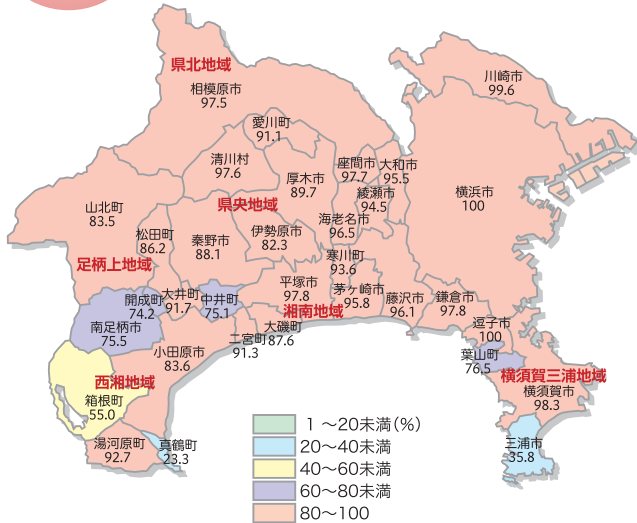 県北地域
相模原市
97.5
川崎市
99.6
愛川町
91.1
清川村
97.6
厚木市
89.7
座間市
97.7
大和市
95.5
綾瀬市
94.5
横浜市
100
山北町
83.5
県央地域
海老名市
96.5
松田町
86.2
秦野市
88.1
伊勢原市
82.3
足柄上地域
寒川町
93.6
開成町
74.2
大井町
91.7
中井町
75.1
平塚市
97.8
茅ヶ崎市
95.8
藤沢市
96.1
鎌倉市
97.8
湘南地域
南足柄市
75.5
大磯町
87.6
二宮町
91.3
逗子市
100
葉山町
76.5
小田原市
83.6
西湘地域
横須賀三浦地域
横須賀市
98.3
箱根町
55.0
湯河原町
92.7
真鶴町
23.3
三浦市
35.8
1 ～20未満(%)
20～40未満
40～60未満
60～80未満
80～100